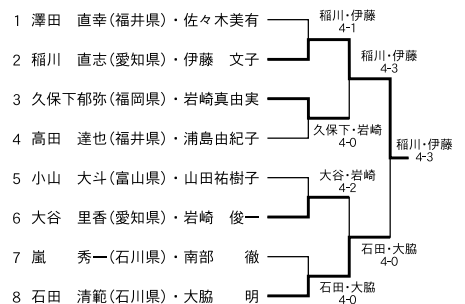 1 澤田 直幸(福井県)・佐々木美有
2 稲川 直志(愛知県)・伊藤 文子
3 久保下郁弥(福岡県)・岩崎真由実
4 高田 達也(福井県)・浦島由紀子
5 小山 大斗(富山県)・山田祐樹子
6 大谷 里香(愛知県)・岩崎 俊一
7 嵐 秀一(石川県)・南部 徹
8 石田 清範(石川県)・大脇 明
稲川・伊藤
4-1
久保下・岩崎
4-0
大谷・岩崎
4-2
石田・大脇
4-0
稲川・伊藤
4-3
石田・大脇
4-0
稲川・伊藤
4-3